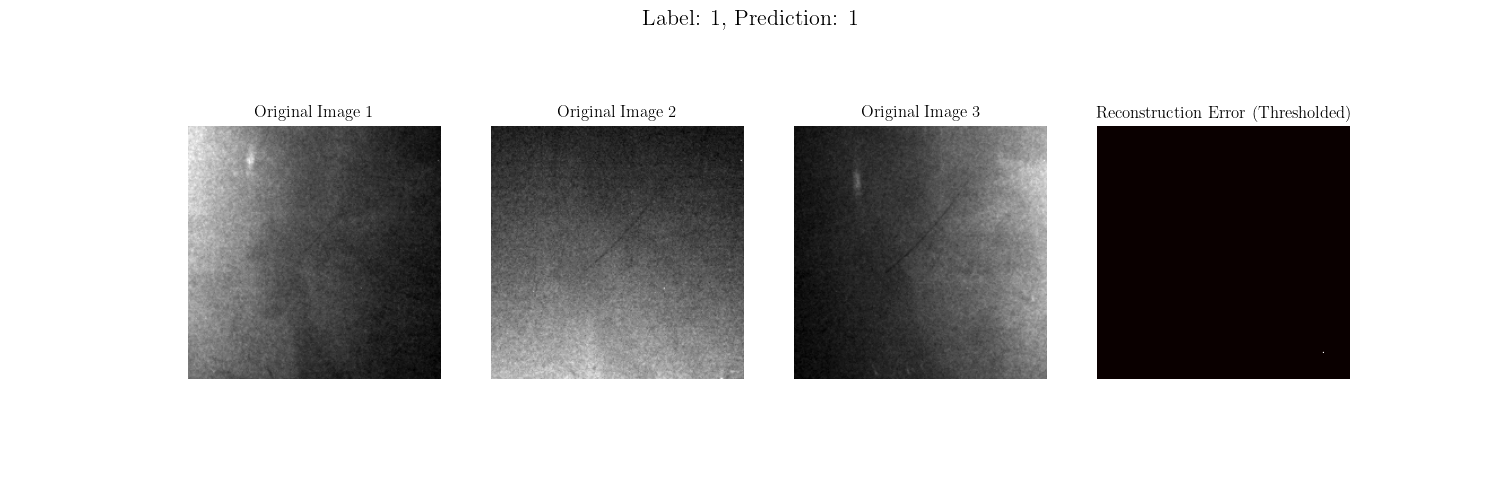 Label: 1, Prediction: 1
Original Image 1
Original Image 2
Original Image 3
Reconstruction Error (Thresholded)